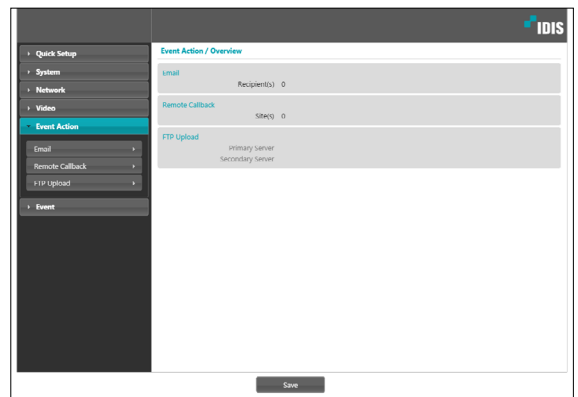 IDIS
Quick Setup
System
Network
Video
Event Action
Email
Remote Callback
FTP Upload
Event
Event Action / Overview
Email
Recipient(s) 0
Remote Callback
Site(s) 0
FTP Upload
Primary Server
Secondary Server
Save